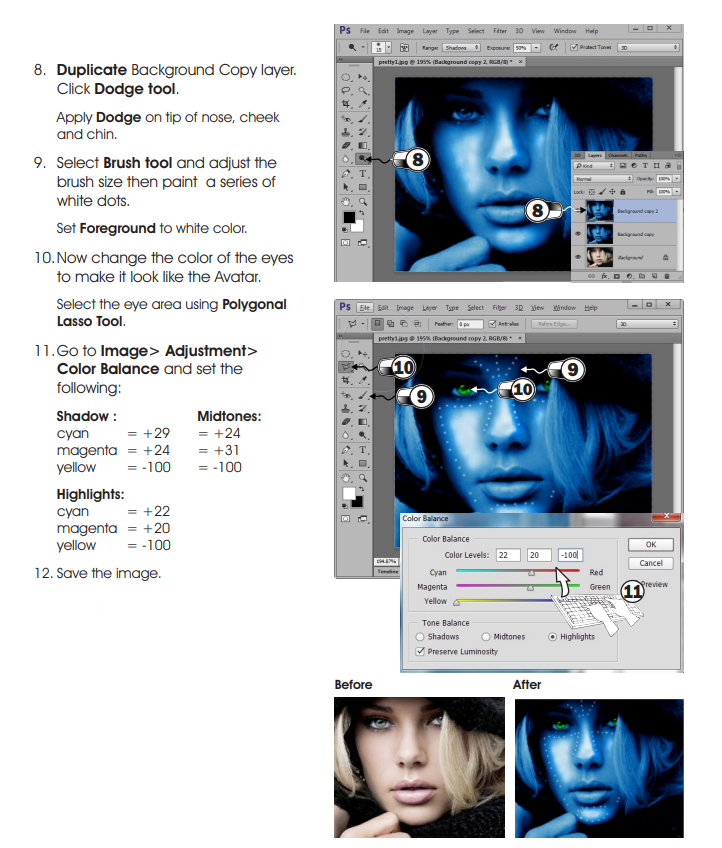 8. Duplicate Background Copy layer.
Click Dodge tool.
Apply Dodge on tip of nose, cheek
and chin.
9. Select Brush tool and adjust the
brush size then paint a series of
white dots.
Set Foreground to white color.
10. Now change the color of the eyes
to make it look like the Avatar.
Select the eye area using Polygonal
Lasso Tool.
11. Go to Image> Adjustment>
Color Balance and set the
following:
Shadow : Midtones:
cyan = +29 = +24
magenta = +24 = +31
yellow = -100 = -100
Highlights:
cyan = +22
magenta = +20
yellow = -100
12. Save the image.
Ps File Edit Image Layer Type Select Filter 3D View Window Help
15 Range: Shadows Exposure: 50% Protect Tones 3D
pretty1.jpg @ 195% (Background copy 2, RGB/8) * ×
8
Layers Channels Paths
Kind
Normal Opacity: 100%
Lock: Fill: 100%
8
Background copy 2
Background copy
Background
fx
Ps File Edit Image Layer Type Select Filter 3D View Window Help
Feather: 0 px Anti-alias Refine Edge... 3D
pretty1.jpg @ 195% (Background copy 2, RGB/8) * ×
10
9
10
9
194.87%
Timeline
Color Balance
Color Balance
Color Levels: 22 20 -100
OK
Cancel
Preview
Cyan Red
Magenta Green
Yellow
11
Tone Balance
Shadows Midtones Highlights
Preserve Luminosity
Before After